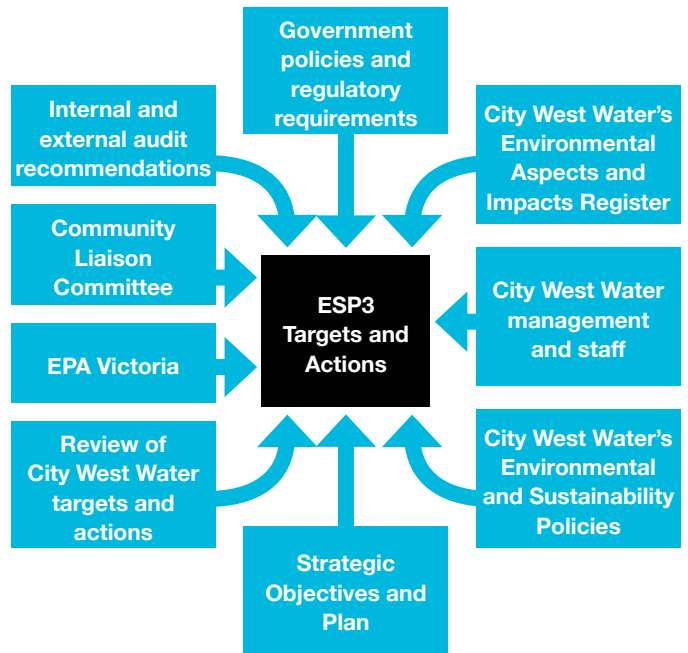 Government
policies and
regulatory
requirements
Internal and
external audit
recommendations
City West Water’s
Environmental
Aspects and
Impacts Register
Community
Liaison
Committee
ESP3
Targets and
Actions
City West Water
management
and staff
EPA Victoria
Review of
City West Water
targets and
actions
City West Water’s
Environmental
and Sustainability
Policies
Strategic
Objectives and
Plan